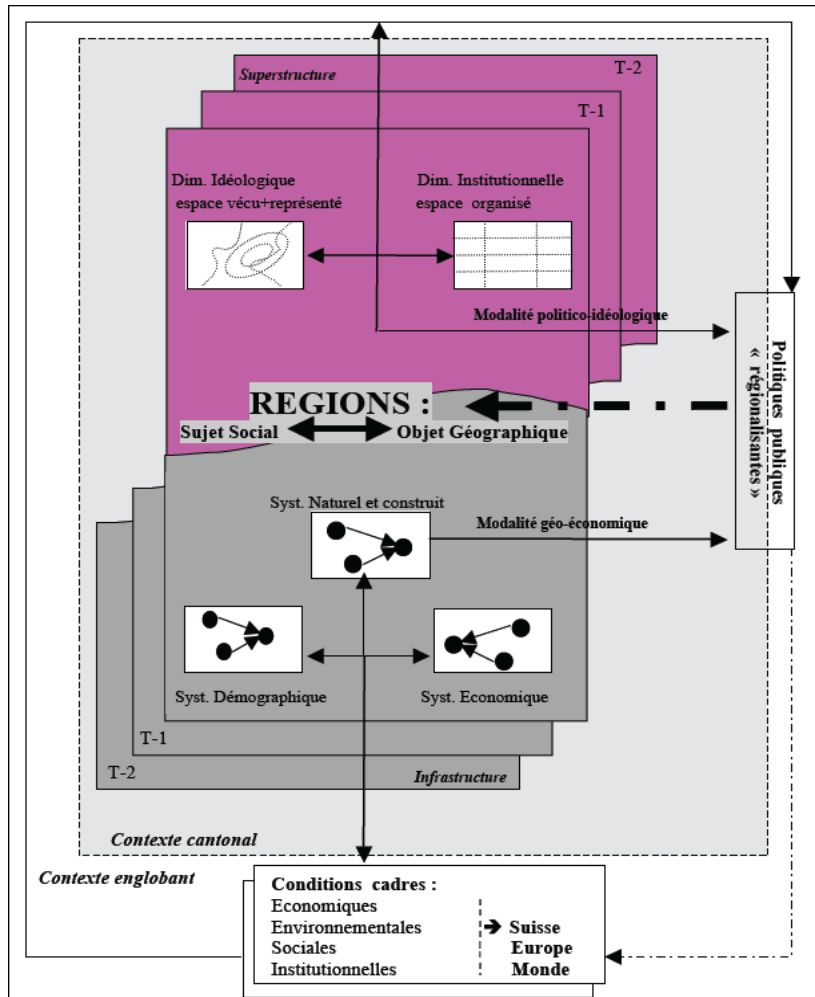 Superstructure
T-2
T-1
Dim. Idéologique
espace vécu+représenté
Dim. Institutionnelle
espace organisé
Modalité politico-idéologique
Politiques publiques
« régionalisantes »
REGIONS :
Sujet Social
Objet Géographique
Syst. Naturel et construit
Modalité géo-économique
Syst. Démographique
Syst. Economique
T-1
T-2
Infrastructure
Contexte cantonal
Contexte englobant
Conditions cadres :
Economiques
Environnementales
➔ Suisse
Sociales
Europe
Institutionnelles
Monde